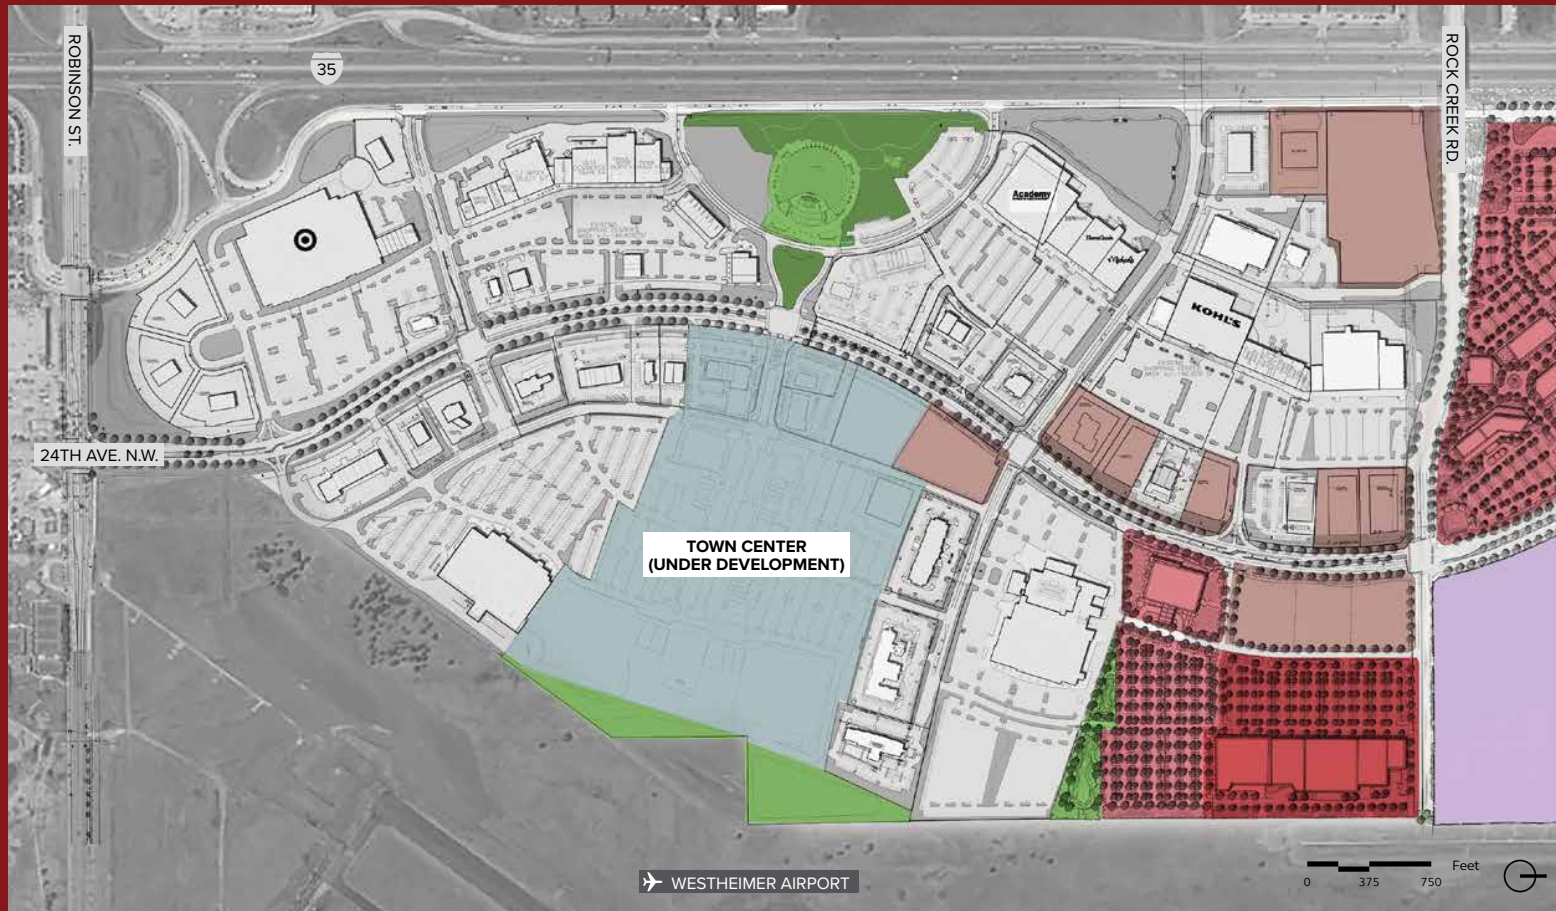 ROBINSON ST.
35
ROCK CREEK RD.
Academy
KOHL'S
24TH AVE. N.W.
TOWN CENTER
(UNDER DEVELOPMENT)
WESTHEIMER AIRPORT
Feet
0 375 750